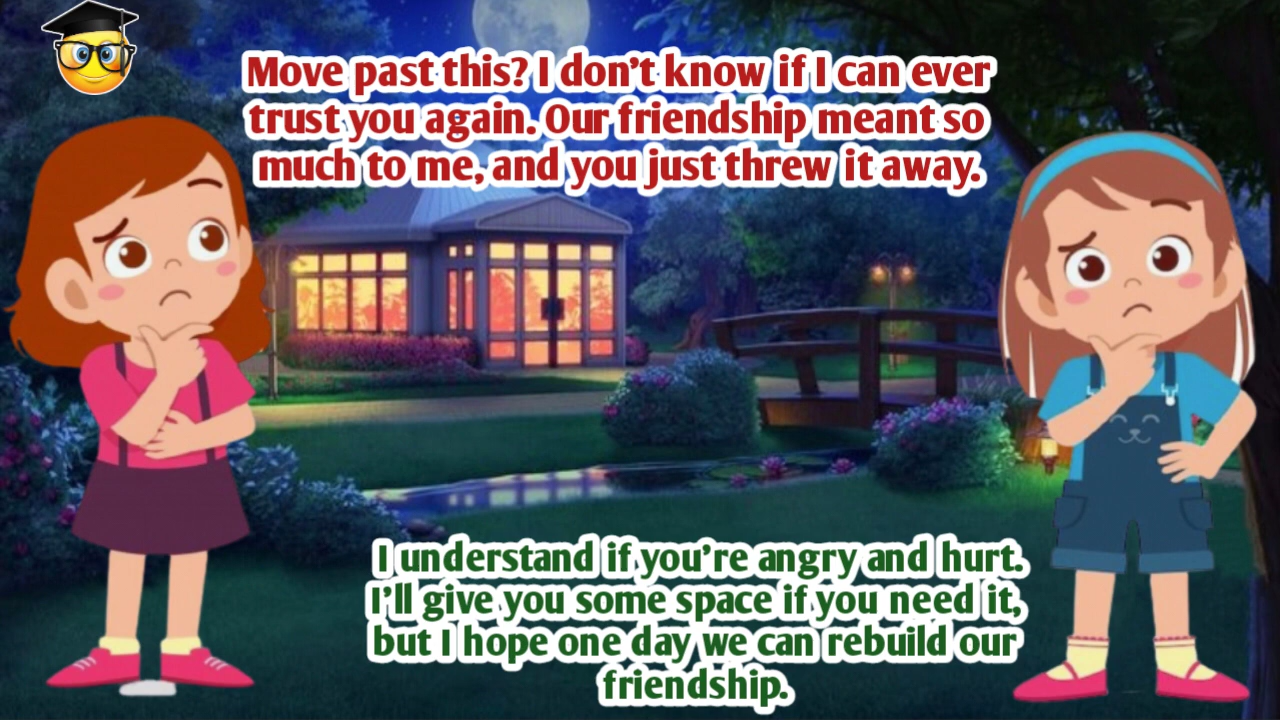 Move past this? I don't know if I can ever
trust you again. Our friendship meant so
much to me, and you just threw it away.
I understand if you're angry and hurt.
I'll give you some space if you need it,
but I hope one day we can rebuild our
friendship.